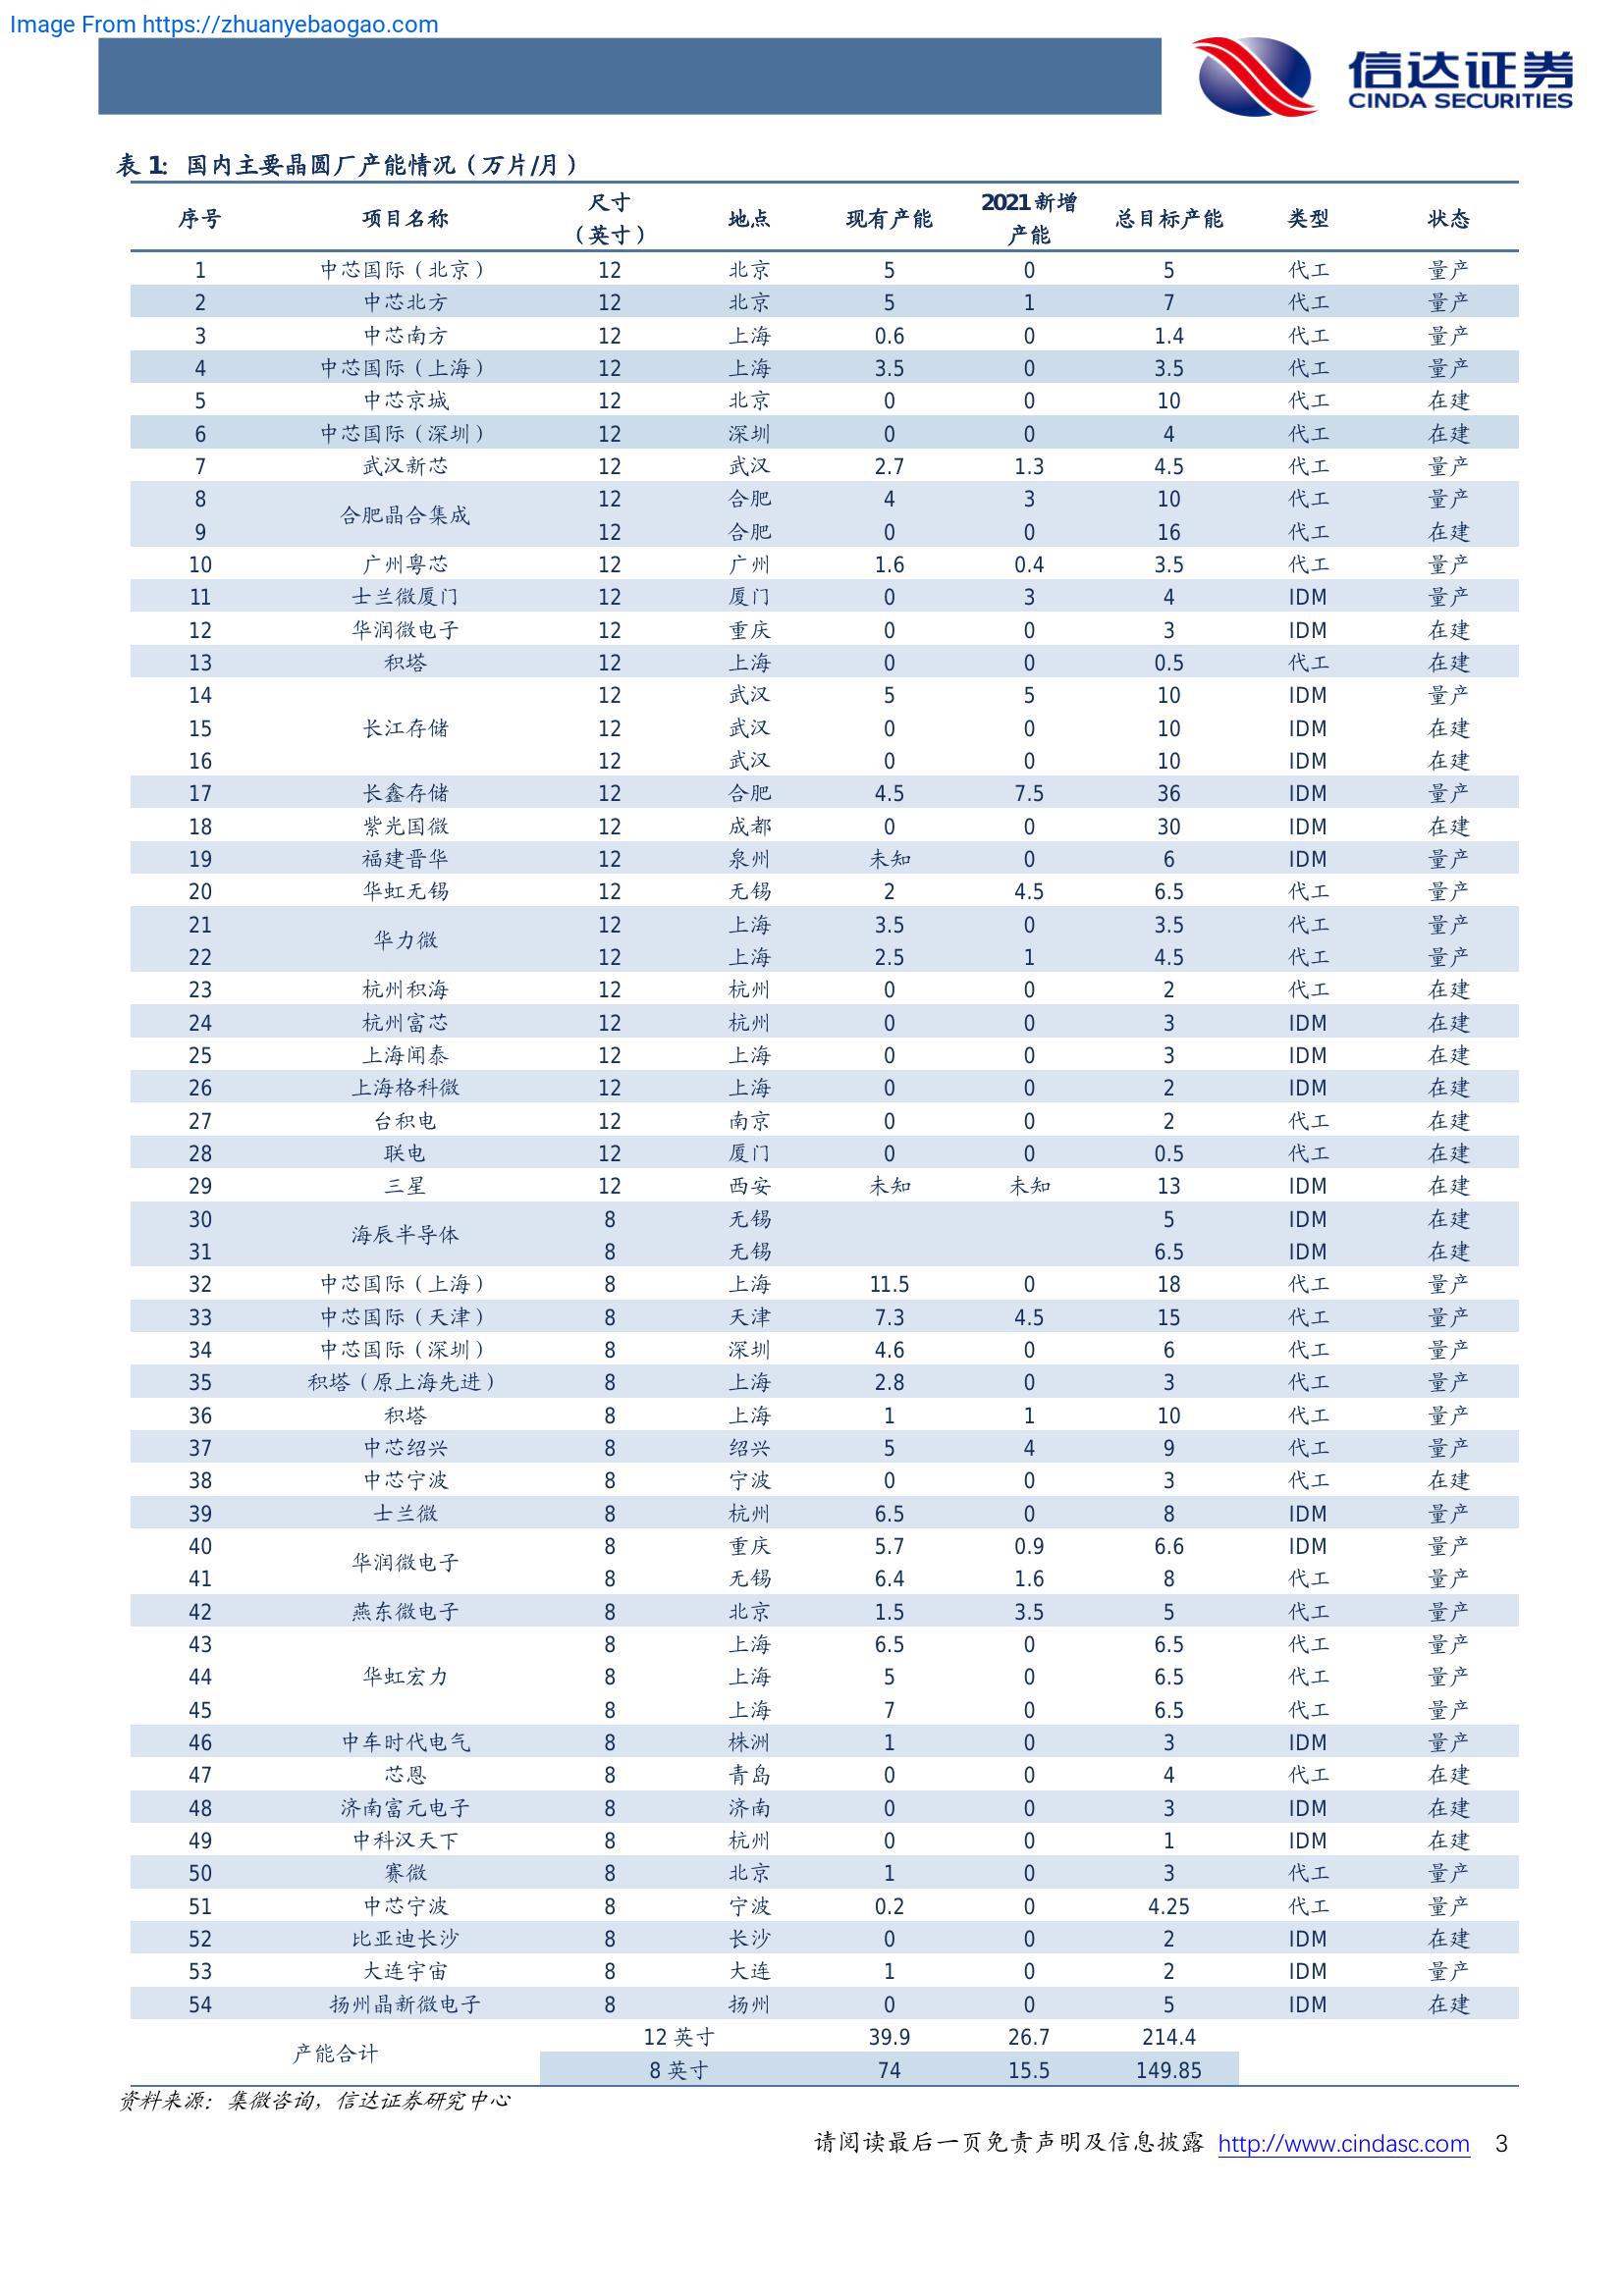 Image From https://zhuanyebaogao.com
信达证券
CINDA SECURITIES
表 1: 国内主要晶圆厂产能情况（万片/月）
序号 项目名称 尺寸（英寸） 地点 现有产能 2021 新增产能 总目标产能 类型 状态
1 中芯国际（北京） 12 北京 5 0 5 代工 量产
2 中芯北方 12 北京 5 1 7 代工 量产
3 中芯南方 12 上海 0.6 0 1.4 代工 量产
4 中芯国际（上海） 12 上海 3.5 0 3.5 代工 量产
5 中芯京城 12 北京 0 0 10 代工 在建
6 中芯国际（深圳） 12 深圳 0 0 4 代工 在建
7 武汉新芯 12 武汉 2.7 1.3 4.5 代工 量产
8 合肥晶合集成 12 合肥 4 3 10 代工 量产
9 12 合肥 0 0 16 代工 在建
10 广州粤芯 12 广州 1.6 0.4 3.5 代工 量产
11 士兰微厦门 12 厦门 0 3 4 IDM 量产
12 华润微电子 12 重庆 0 0 3 IDM 在建
13 积塔 12 上海 0 0 0.5 代工 在建
14 12 武汉 5 5 10 IDM 量产
15 长江存储 12 武汉 0 0 10 IDM 在建
16 12 武汉 0 0 10 IDM 在建
17 长鑫存储 12 合肥 4.5 7.5 36 IDM 量产
18 紫光国微 12 成都 0 0 30 IDM 在建
19 福建晋华 12 泉州 未知 0 6 IDM 量产
20 华虹无锡 12 无锡 2 4.5 6.5 代工 量产
21 华力微 12 上海 3.5 0 3.5 代工 量产
22 12 上海 2.5 1 4.5 代工 量产
23 杭州积海 12 杭州 0 0 2 代工 在建
24 杭州富芯 12 杭州 0 0 3 IDM 在建
25 上海闻泰 12 上海 0 0 3 IDM 在建
26 上海格科微 12 上海 0 0 2 IDM 在建
27 台积电 12 南京 0 0 2 代工 在建
28 联电 12 厦门 0 0 0.5 代工 在建
29 三星 12 西安 未知 未知 13 IDM 在建
30 海辰半导体 8 无锡 5 IDM 在建
31 8 无锡 6.5 IDM 在建
32 中芯国际（上海） 8 上海 11.5 0 18 代工 量产
33 中芯国际（天津） 8 天津 7.3 4.5 15 代工 量产
34 中芯国际（深圳） 8 深圳 4.6 0 6 代工 量产
35 积塔（原上海先进） 8 上海 2.8 0 3 代工 量产
36 积塔 8 上海 1 1 10 代工 量产
37 中芯绍兴 8 绍兴 5 4 9 代工 量产
38 中芯宁波 8 宁波 0 0 3 代工 在建
39 士兰微 8 杭州 6.5 0 8 IDM 量产
40 华润微电子 8 重庆 5.7 0.9 6.6 IDM 量产
41 8 无锡 6.4 1.6 8 代工 量产
42 燕东微电子 8 北京 1.5 3.5 5 代工 量产
43 8 上海 6.5 0 6.5 代工 量产
44 华虹宏力 8 上海 5 0 6.5 代工 量产
45 8 上海 7 0 6.5 代工 量产
46 中车时代电气 8 株洲 1 0 3 IDM 量产
47 芯恩 8 青岛 0 0 4 代工 在建
48 济南富元电子 8 济南 0 0 3 IDM 在建
49 中科汉天下 8 杭州 0 0 1 IDM 在建
50 赛微 8 北京 1 0 3 代工 量产
51 中芯宁波 8 宁波 0.2 0 4.25 代工 量产
52 比亚迪长沙 8 长沙 0 0 2 IDM 在建
53 大连宇宙 8 大连 1 0 2 IDM 量产
54 扬州晶新微电子 8 扬州 0 0 5 IDM 在建
产能合计 12 英寸 39.9 26.7 214.4
8 英寸 74 15.5 149.85
资料来源：集微咨询，信达证券研究中心
请阅读最后一页免责声明及信息披露 http://www.cindasc.com 3